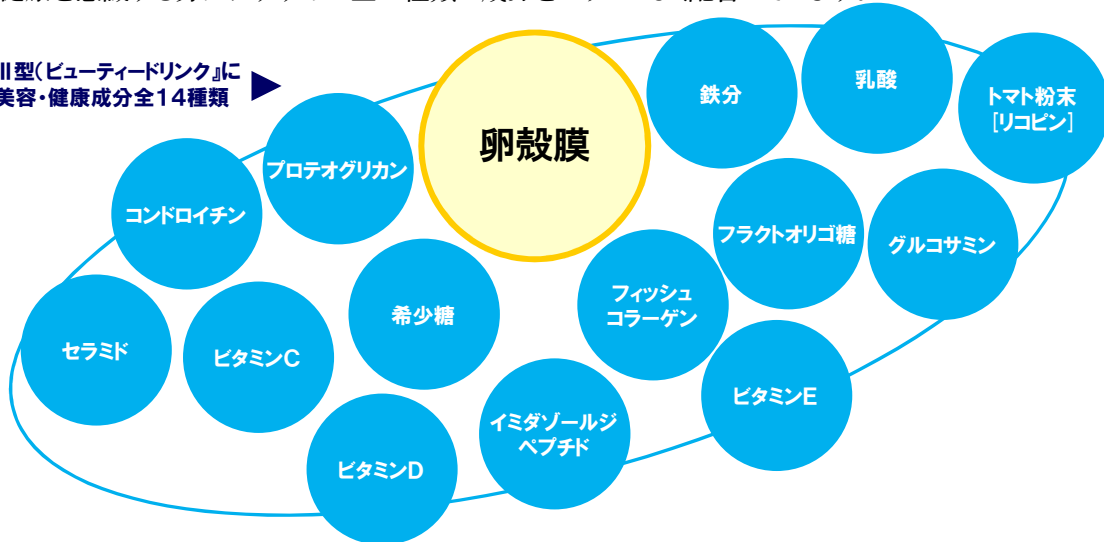 Ⅲ型(ビューティードリンク』に
美容・健康成分全14種類
卵殻膜
鉄分
乳酸
トマト粉末
[リコピン]
プロテオグリカン
コンドロイチン
フラクトオリゴ糖
グルコサミン
希少糖
フィッシュ
コラーゲン
セラミド
ビタミンC
ビタミンE
イミダゾールジ
ペプチド
ビタミンD